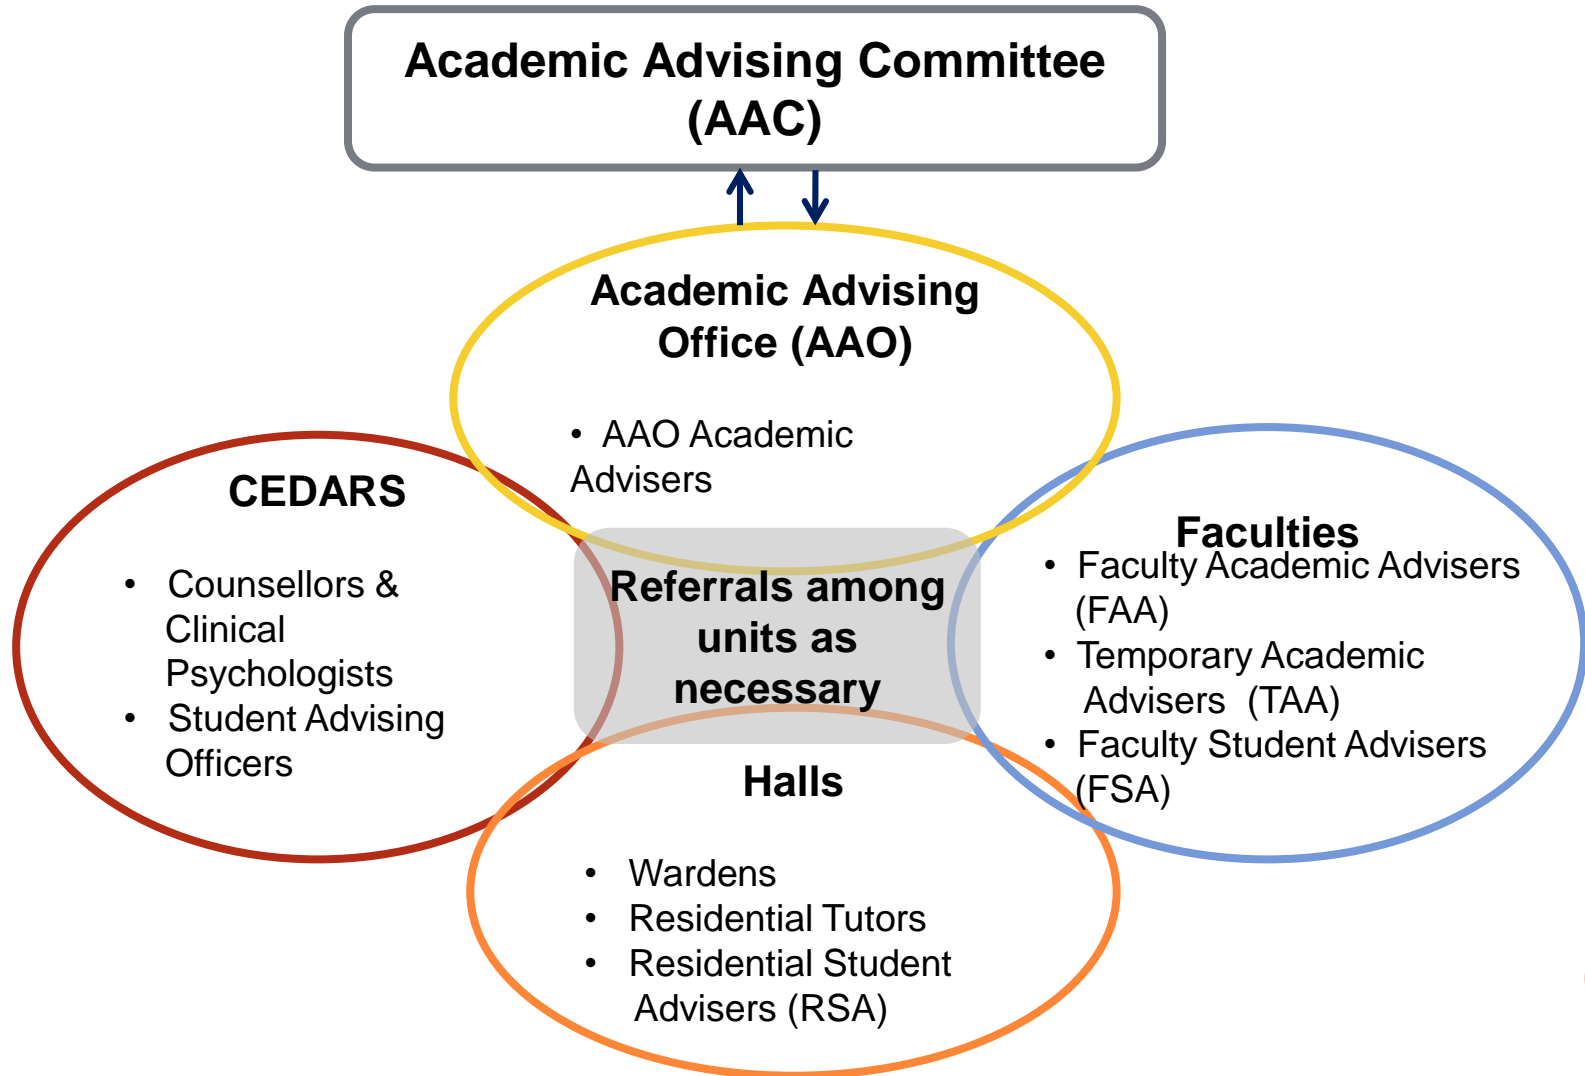 Academic Advising Committee
(AAC)
Academic Advising
Office (AAO)
• AAO Academic
Advisers
CEDARS
• Counsellors &
Clinical
Psychologists
• Student Advising
Officers
Referrals among
units as
necessary
Faculties
• Faculty Academic Advisers
(FAA)
• Temporary Academic
Advisers (TAA)
• Faculty Student Advisers
(FSA)
Halls
• Wardens
• Residential Tutors
• Residential Student
Advisers (RSA)